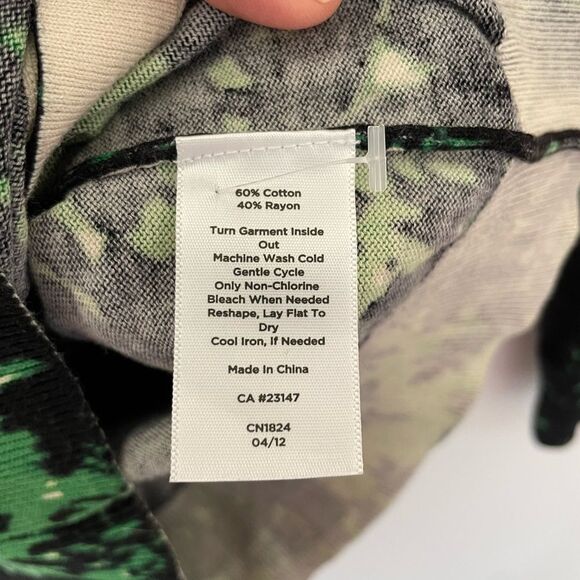 60% Cotton
40% Rayon
Turn Garment Inside
Out
Machine Wash Cold
Gentle Cycle
Only Non-Chlorine
Bleach When Needed
Reshape, Lay Flat To
Dry
Cool Iron, If Needed
Made In China
CA #23147
CN1824
04/12